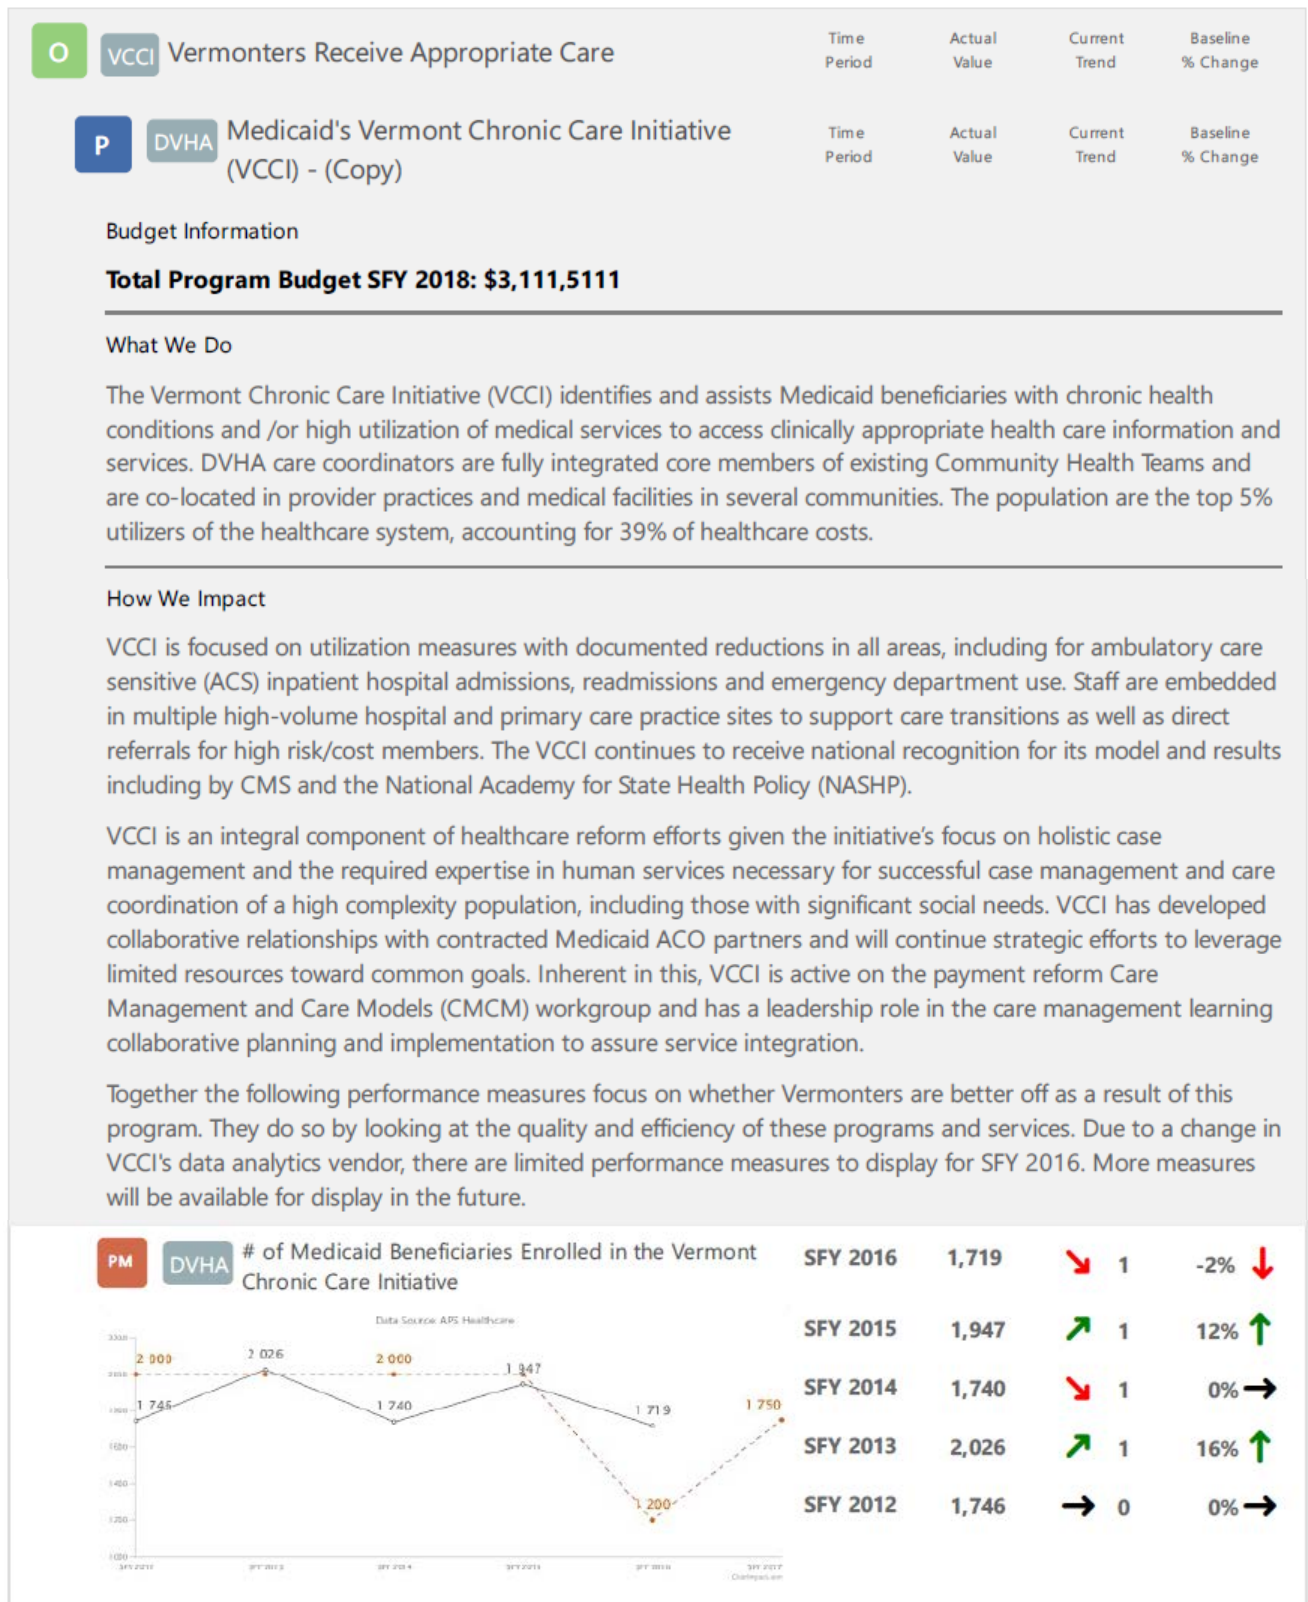 O VCCI Vermonters Receive Appropriate Care Time Period Actual Value Current Trend Baseline % Change
P DVHA Medicaid's Vermont Chronic Care Initiative (VCCI) - (Copy) Time Period Actual Value Current Trend Baseline % Change
Budget Information
Total Program Budget SFY 2018: $3,111,5111
What We Do
The Vermont Chronic Care Initiative (VCCI) identifies and assists Medicaid beneficiaries with chronic health
conditions and /or high utilization of medical services to access clinically appropriate health care information and
services. DVHA care coordinators are fully integrated core members of existing Community Health Teams and
are co-located in provider practices and medical facilities in several communities. The population are the top 5%
utilizers of the healthcare system, accounting for 39% of healthcare costs.
How We Impact
VCCI is focused on utilization measures with documented reductions in all areas, including for ambulatory care
sensitive (ACS) inpatient hospital admissions, readmissions and emergency department use. Staff are embedded
in multiple high-volume hospital and primary care practice sites to support care transitions as well as direct
referrals for high risk/cost members. The VCCI continues to receive national recognition for its model and results
including by CMS and the National Academy for State Health Policy (NASHP).
VCCI is an integral component of healthcare reform efforts given the initiative's focus on holistic case
management and the required expertise in human services necessary for successful case management and care
coordination of a high complexity population, including those with significant social needs. VCCI has developed
collaborative relationships with contracted Medicaid ACO partners and will continue strategic efforts to leverage
limited resources toward common goals. Inherent in this, VCCI is active on the payment reform Care
Management and Care Models (CMCM) workgroup and has a leadership role in the care management learning
collaborative planning and implementation to assure service integration.
Together the following performance measures focus on whether Vermonters are better off as a result of this
program. They do so by looking at the quality and efficiency of these programs and services. Due to a change in
VCCI's data analytics vendor, there are limited performance measures to display for SFY 2016. More measures
will be available for display in the future.
PM DVHA # of Medicaid Beneficiaries Enrolled in the Vermont
Chronic Care Initiative
Data Source: APS Healthcare
2 000 2 026 2 000 1 947
1 746 1 740 1 719 1 750
1 200
1400
1200
SFY 2016 1,719 1 -2%
SFY 2015 1,947 1 12%
SFY 2014 1,740 1 0%
SFY 2013 2,026 1 16%
SFY 2012 1,746 0 0%